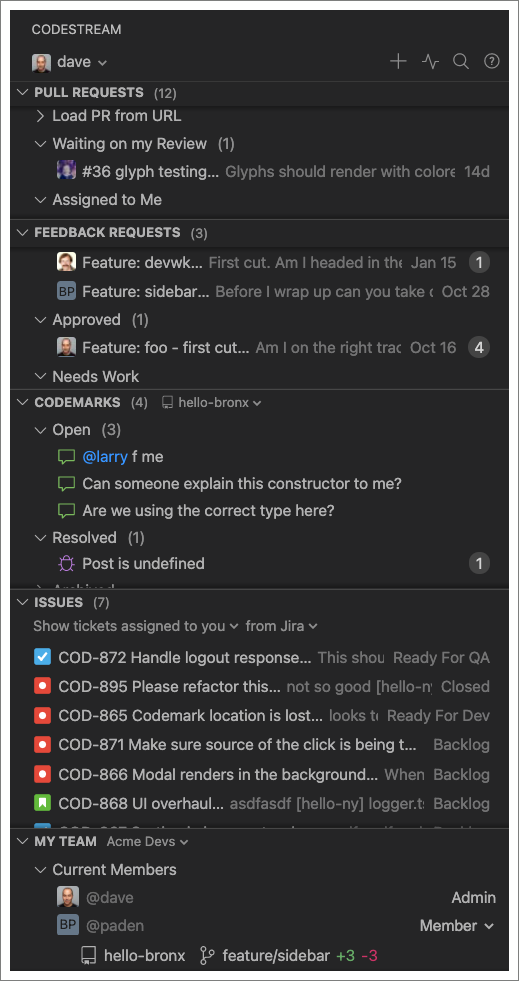 CODESTREAM
dave
PULL REQUESTS (12)
Load PR from URL
Waiting on my Review (1)
#36 glyph testing... Glyphs should render with colore 14d
Assigned to Me
FEEDBACK REQUESTS (3)
Feature: devwk... First cut. Am I headed in the Jan 15 1
BP Feature: sidebar... Before I wrap up can you take Oct 28
Approved (1)
Feature: foo - first cut... Am I on the right trac Oct 16 4
Needs Work
CODEMARKS (4) hello-bronx
Open (3)
@larry f me
Can someone explain this constructor to me?
Are we using the correct type here?
Resolved (1)
Post is undefined 1
Archived
ISSUES (7)
Show tickets assigned to you from Jira
COD-872 Handle logout response... This shou Ready For QA
COD-895 Please refactor this... not so good [hello-ny Closed
COD-865 Codemark location is lost... looks to Ready For Dev
COD-871 Make sure source of the click is being t... Backlog
COD-866 Modal renders in the background... When Backlog
COD-868 UI overhaul... asdfasdf [hello-ny] logger.ts Backlog
MY TEAM Acme Devs
Current Members
@dave Admin
BP @paden Member
hello-bronx feature/sidebar +3 -3